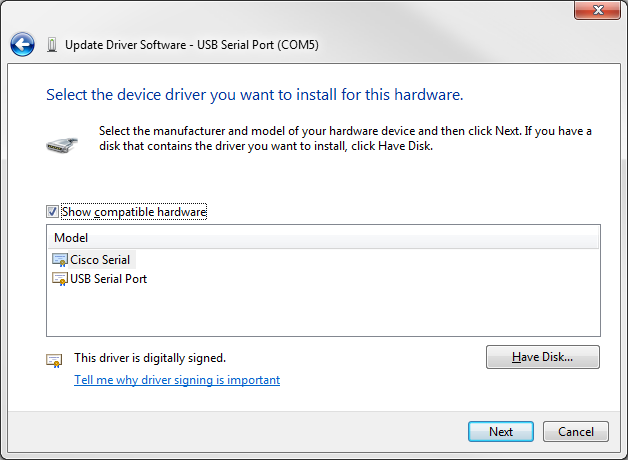 Update Driver Software - USB Serial Port (COM5)
Select the device driver you want to install for this hardware.
Select the manufacturer and model of your hardware device and then click Next. If you have a
disk that contains the driver you want to install, click Have Disk.
Show compatible hardware
Model
Cisco Serial
USB Serial Port
This driver is digitally signed.
Have Disk...
Tell me why driver signing is important
Next
Cancel